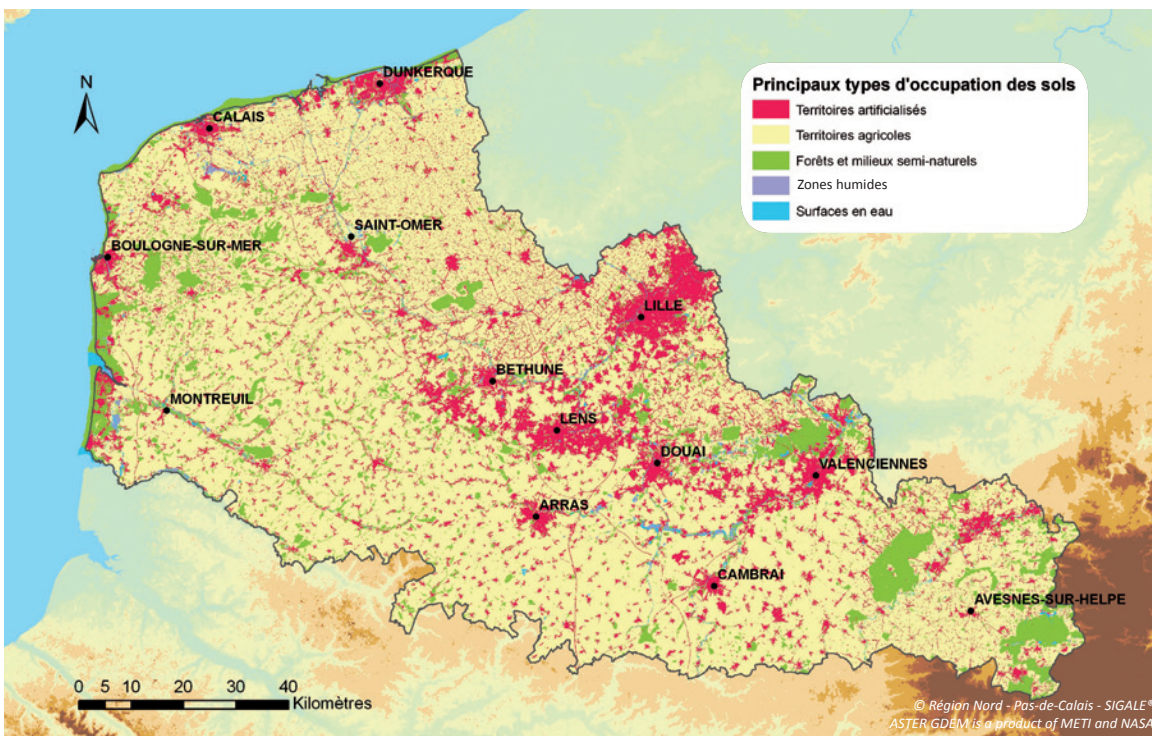 N
DUNKERQUE
CALAIS
Principaux types d'occupation des sols
Territoires artificialisés
Territoires agricoles
Forêts et milieux semi-naturels
Zones humides
Surfaces en eau
SAINT-OMER
BOULOGNE-SUR-MER
LILLE
BETHUNE
MONTREUIL
LENS
DOUAI
VALENCIENNES
ARRAS
CAMBRAI
AVESNES-SUR-HELPE
0 5 10 20 30 40
Kilomètres
© Région Nord - Pas-de-Calais - SIGALE®
ASTER GDEM is a product of METI and NASA